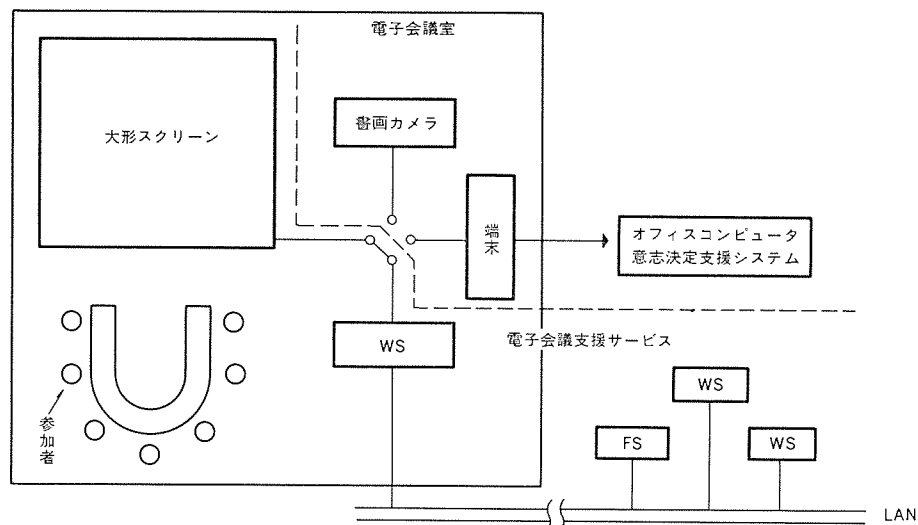 電子会議室
大形スクリーン
書画カメラ
端末
オフィスコンピュータ
意志決定支援システム
WS
電子会議支援サービス
参加者
WS
FS
WS
LAN